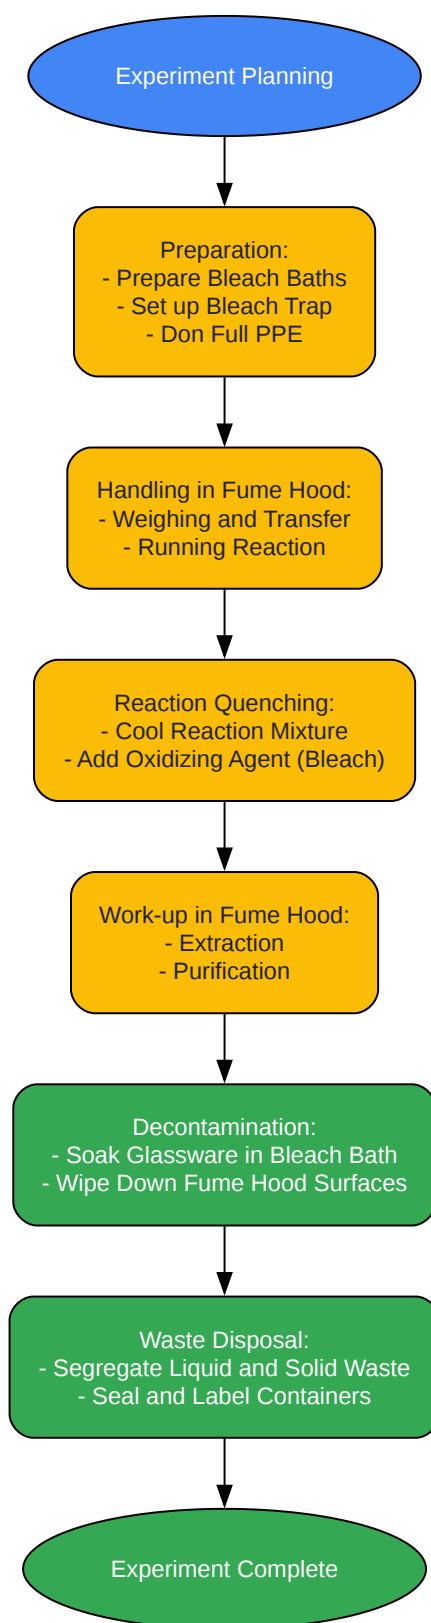 Experiment Planning
Preparation:
- Prepare Bleach Baths
- Set up Bleach Trap
- Don Full PPE
Handling in Fume Hood:
- Weighing and Transfer
- Running Reaction
Reaction Quenching:
- Cool Reaction Mixture
- Add Oxidizing Agent (Bleach)
Work-up in Fume Hood:
- Extraction
- Purification
Decontamination:
- Soak Glassware in Bleach Bath
- Wipe Down Fume Hood Surfaces
Waste Disposal:
- Segregate Liquid and Solid Waste
- Seal and Label Containers
Experiment Complete